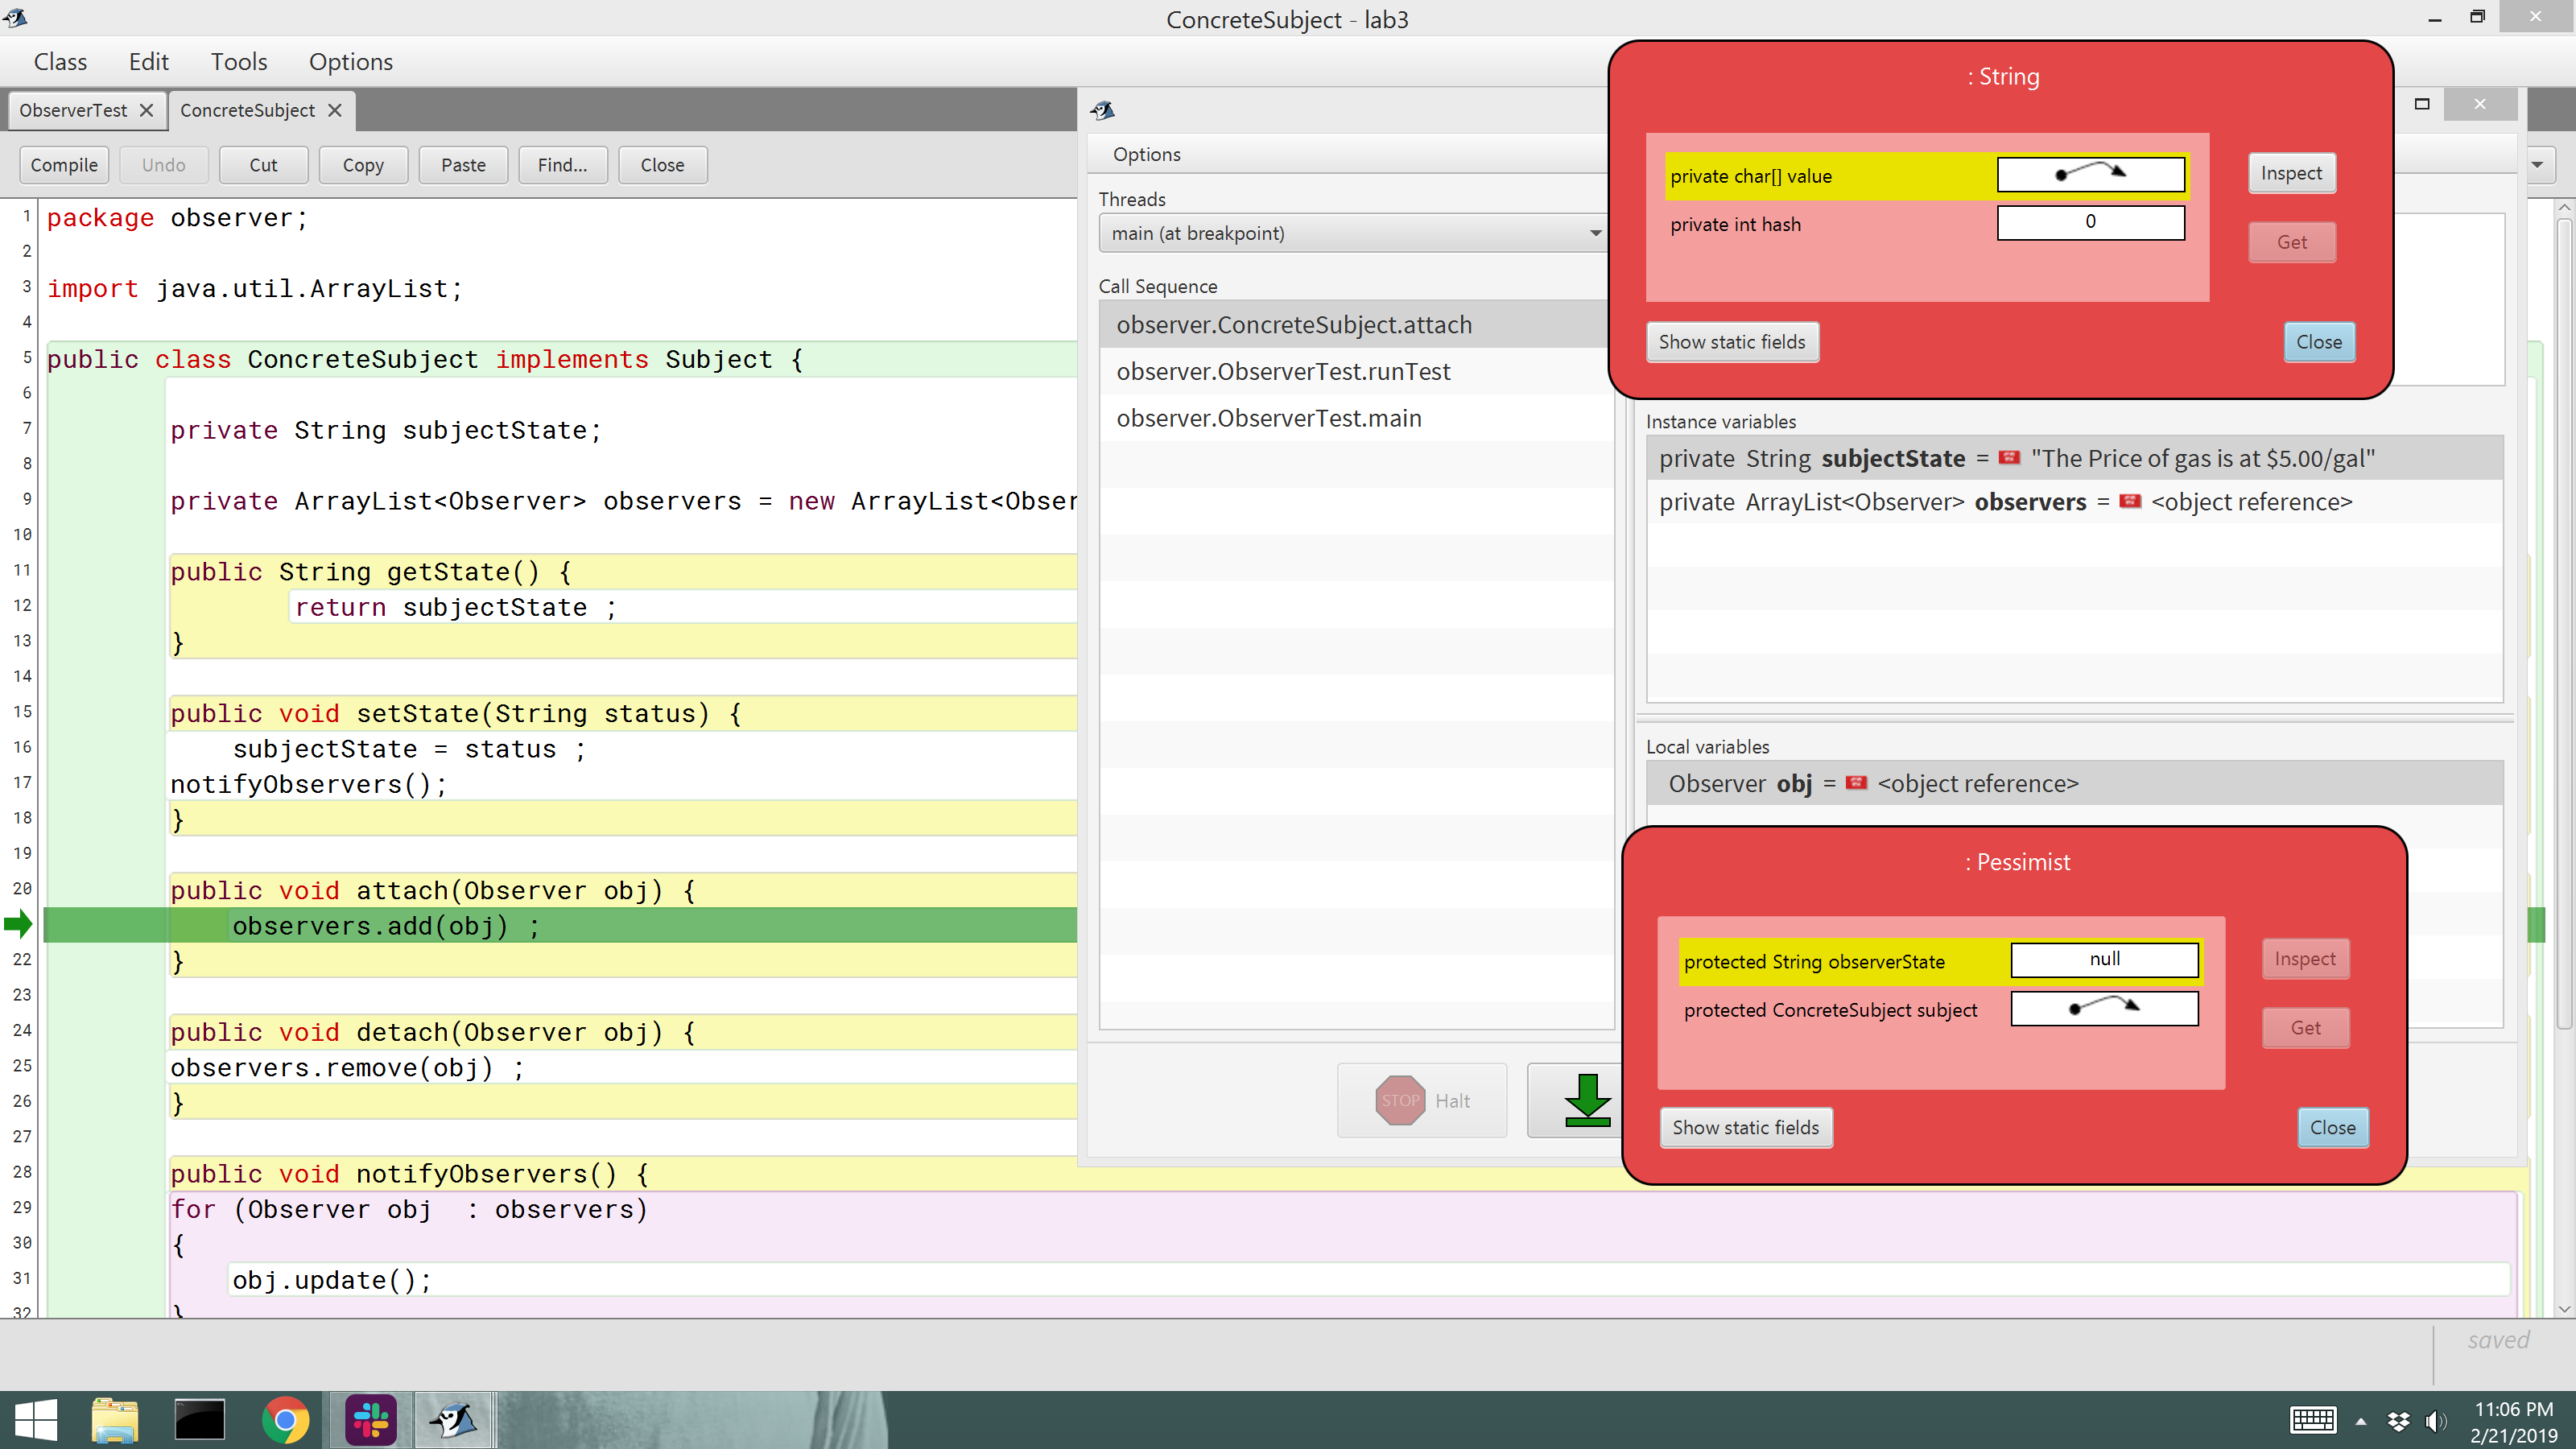 ConcreteSubject - lab3
Class Edit Tools Options
ObserverTest ConcreteSubject
Compile Undo Cut Copy Paste Find... Close
1 package observer;
2
3 import java.util.ArrayList;
4
5 public class ConcreteSubject implements Subject {
6
7 private String subjectState;
8
9 private ArrayList<Observer> observers = new ArrayList<Obser
10
11 public String getState() {
12 return subjectState ;
13 }
14
15 public void setState(String status) {
16 subjectState = status ;
17 notifyObservers();
18 }
19
20 public void attach(Observer obj) {
observers.add(obj) ;
22 }
23
24 public void detach(Observer obj) {
25 observers.remove(obj) ;
26 }
27
28 public void notifyObservers() {
29 for (Observer obj : observers)
30 {
31 obj.update();
32 }
Options
Threads
main (at breakpoint)
Call Sequence
observer.ConcreteSubject.attach
observer.ObserverTest.runTest
observer.ObserverTest.main
STOP Halt
: String
private char[] value
private int hash 0
Inspect
Get
Show static fields Close
Instance variables
private String subjectState = "The Price of gas is at $5.00/gal"
private ArrayList<Observer> observers = <object reference>
Local variables
Observer obj = <object reference>
: Pessimist
protected String observerState null
protected ConcreteSubject subject
Inspect
Get
Show static fields Close
saved
11:06 PM
2/21/2019